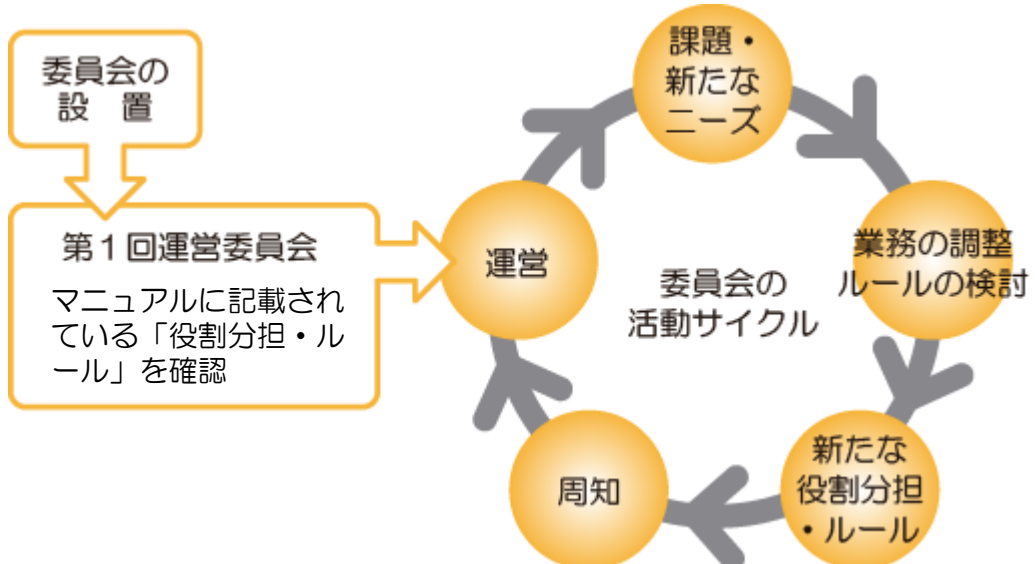 委員会の
設　置
第１回運営委員会
マニュアルに記載され
ている「役割分担・ル
ール」を確認
運営
課題・
新たな
ニーズ
業務の調整
ルールの検討
新たな
役割分担
・ルール
周知
委員会の
活動サイクル